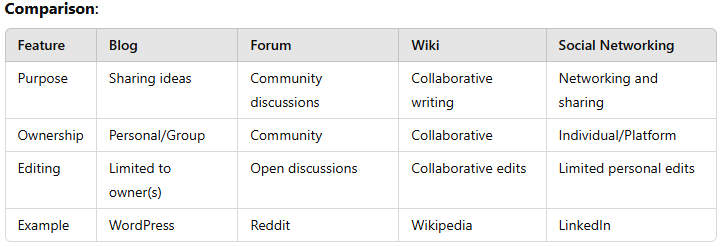 Comparison:
Feature Blog Forum Wiki Social Networking
Purpose Sharing ideas Community Collaborative Networking and
discussions writing sharing
Ownership Personal/Group Community Collaborative Individual/Platform
Editing Limited to Open discussions Collaborative edits Limited personal edits
owner(s)
Example WordPress Reddit Wikipedia LinkedIn